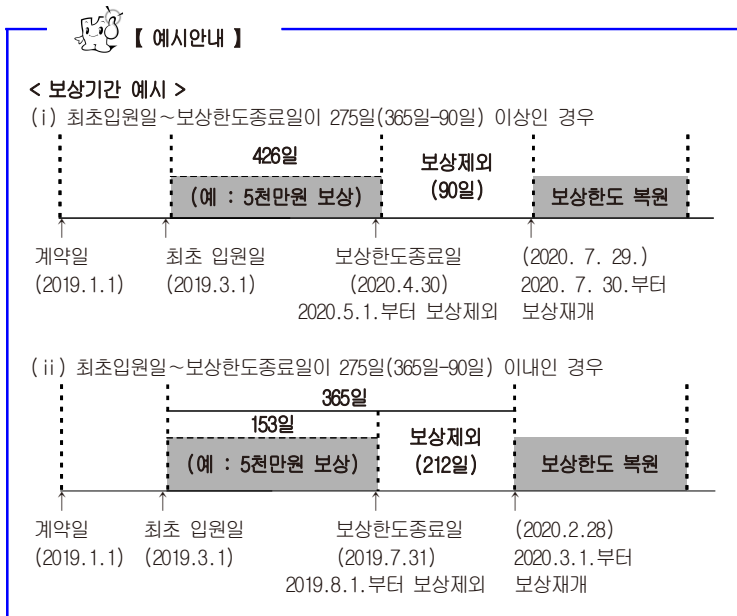 【 예시안내 】
< 보상기간 예시 >
(i) 최초입원일~보상한도종료일이 275일(365일-90일) 이상인 경우
426일 보상제외
(예 : 5천만원 보상) (90일) 보상한도 복원
계약일 최초 입원일 보상한도종료일 (2020. 7. 29.)
(2019.1.1) (2019.3.1) (2020.4.30) 2020. 7. 30.부터
2020.5.1.부터 보상제외 보상재개
(ii) 최초입원일~보상한도종료일이 275일(365일-90일) 이내인 경우
365일
153일 보상제외
(예 : 5천만원 보상) (212일) 보상한도 복원
계약일 최초 입원일 보상한도종료일 (2020.2.28)
(2019.1.1) (2019.3.1) (2019.7.31) 2020.3.1.부터
2019.8.1.부터 보상제외 보상재개